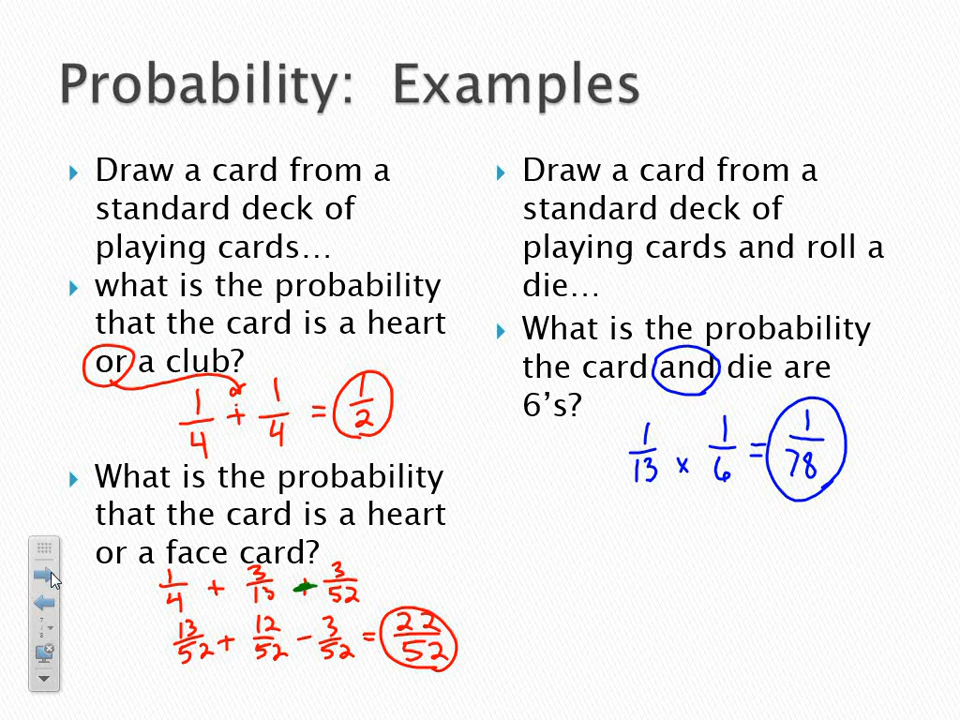 Probability: Examples
Draw a card from a
standard deck of
playing cards…
what is the probability
that the card is a heart
or a club?
or
1/4 + 1/4 = 1/2
What is the probability
that the card is a heart
or a face card?
1/4 + 3/13 + 3/52
13/52 + 12/52 − 3/52 = 22/52
Draw a card from a
standard deck of
playing cards and roll a
die…
What is the probability
the card and die are
6's?
1/13 x 1/6 = 1/78